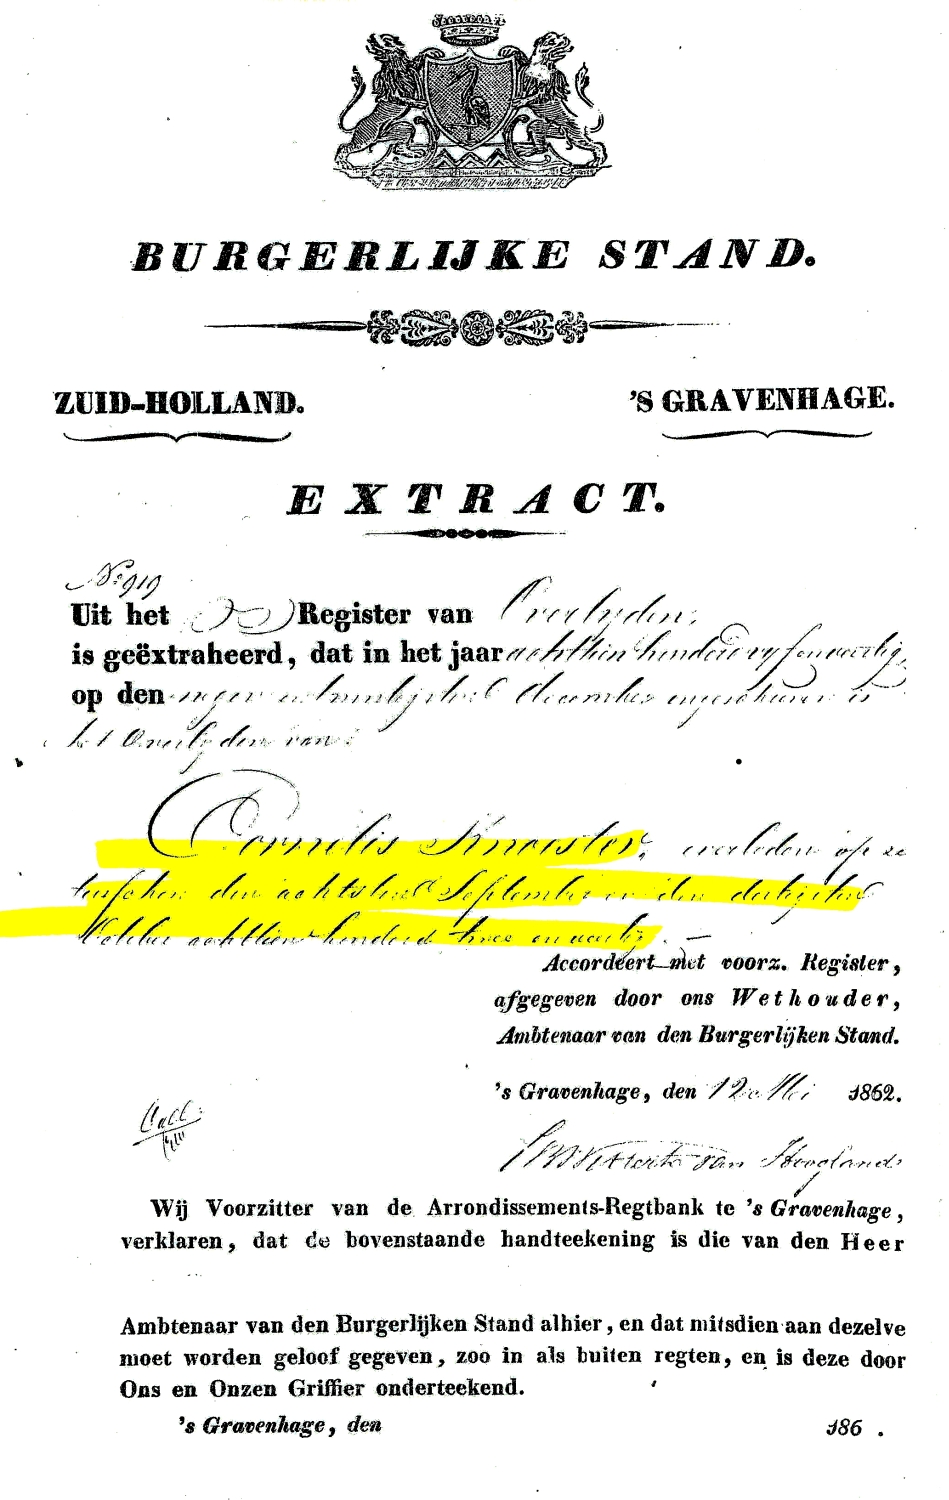 BURGERLIJKE STAND.
ZUID-HOLLAND.
'S GRAVENHAGE.
EXTRACT.
No: 919
Uit het Register van Overlijden,
is geëxtraheerd, dat in het jaar achttien honderd vijf en veertig,
op den negen en twintigsten December ingeschreven is
het Overlijden van:
Cornelis Knoester, overleden op ze
tusschen den achtsten September en den dertigsten
October achttien honderd twee en veertig.
Accordeert met voorz. Register,
afgegeven door ons Wethouder,
Ambtenaar van den Burgerlijken Stand.
's Gravenhage, den 12 Mei 1862.
van Hoogland
Wij Voorzitter van de Arrondissements-Regtbank te 's Gravenhage,
verklaren, dat de bovenstaande handteekening is die van den Heer
Ambtenaar van den Burgerlijken Stand alhier, en dat mitsdien aan dezelve
moet worden geloof gegeven, zoo in als buiten regten, en is deze door
Ons en Onzen Griffier onderteekend.
's Gravenhage, den 186 .